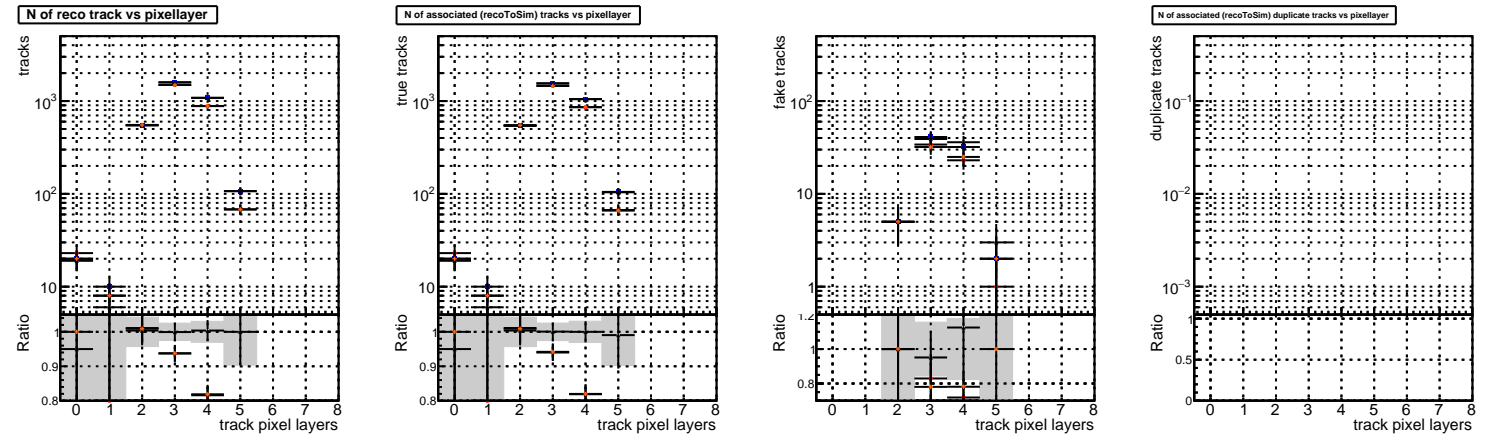 N of reco track vs pixellayer
tracks
10³
10²
10
Ratio
1
0.9
0.8
0 1 2 3 4 5 6 7 8
track pixel layers
N of associated (recoToSim) tracks vs pixellayer
true tracks
10³
10²
10
Ratio
1
0.9
0.8
0 1 2 3 4 5 6 7 8
track pixel layers
fake tracks
10²
10
1
Ratio
1.2
1
0.8
0 1 2 3 4 5 6 7 8
track pixel layers
N of associated (recoToSim) duplicate tracks vs pixellayer
duplicate tracks
10⁻¹
10⁻²
10⁻³
Ratio
1
0.5
0
0 1 2 3 4 5 6 7 8
track pixel layers